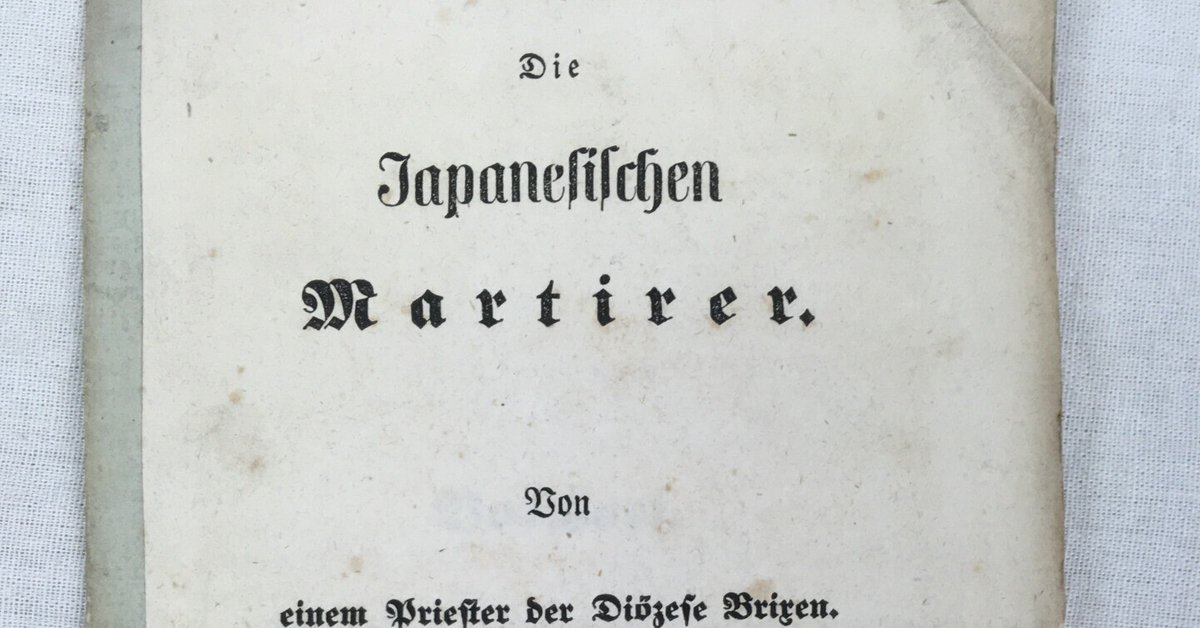 Die
Japanesischen
Martirer.
Von
einem Priester der Diözese Brixen.